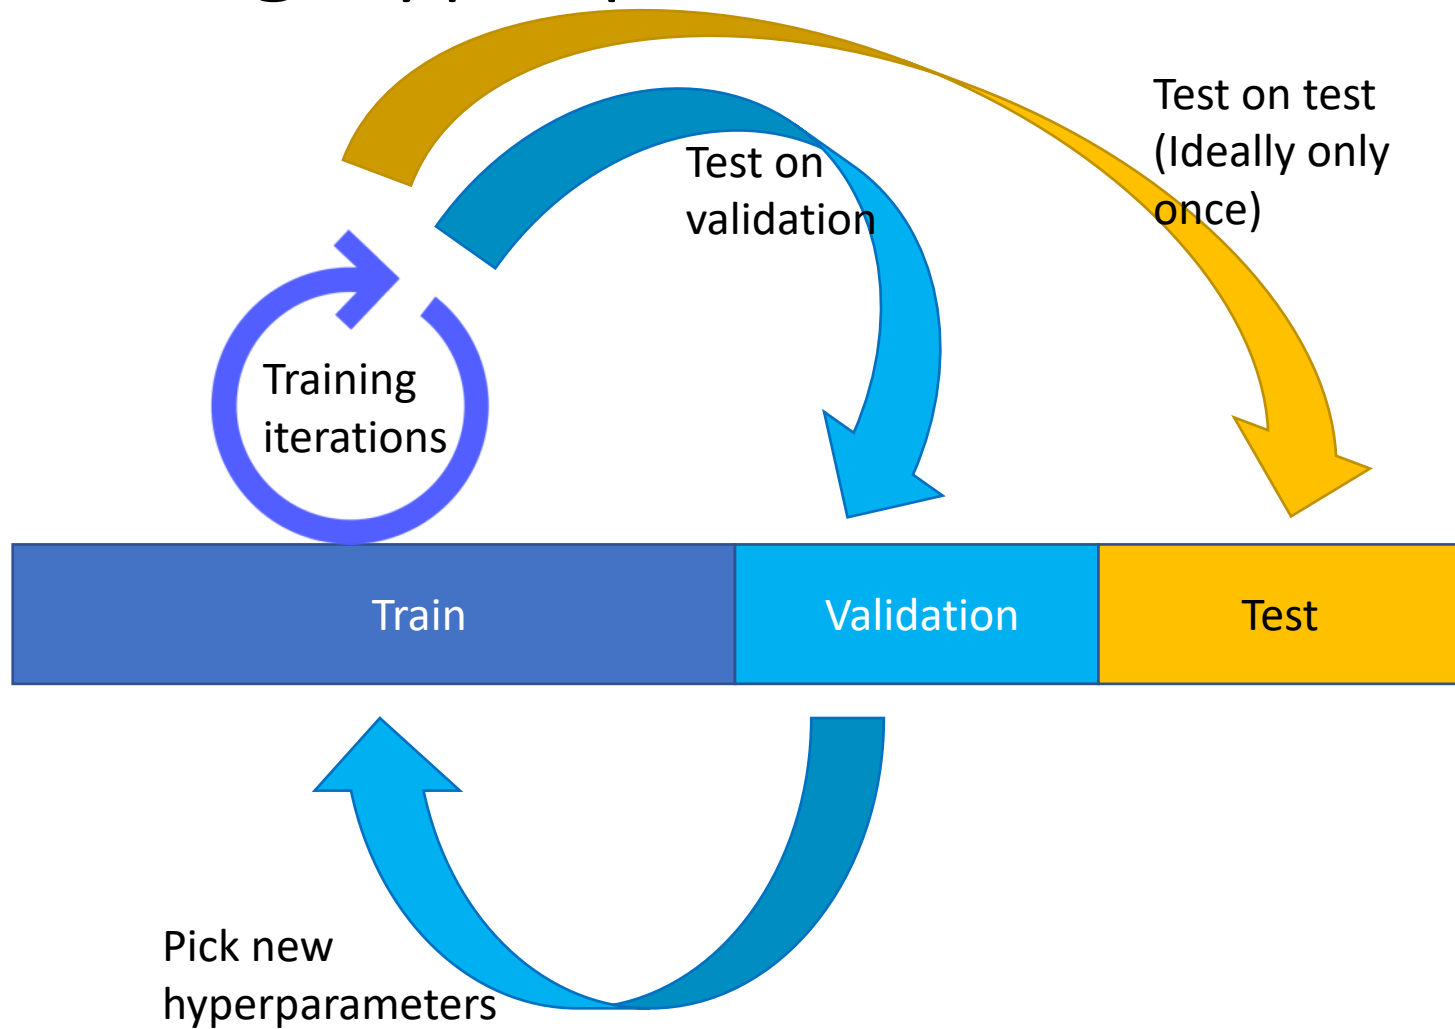 Test on test
(Ideally only
once)
Test on
validation
Training
iterations
Train
Validation
Test
Pick new
hyperparameters